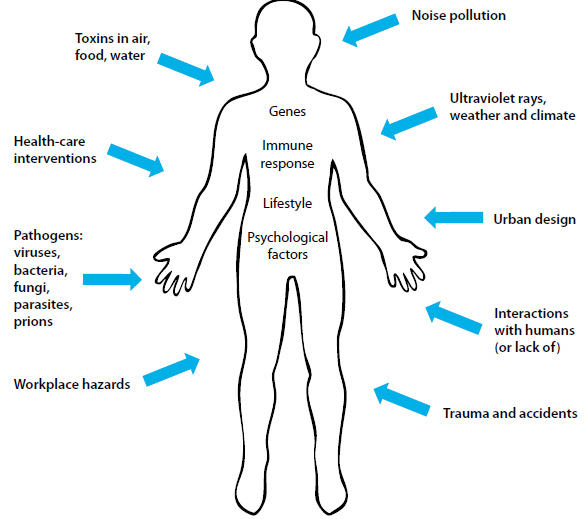 Noise pollution
Toxins in air,
food, water
Ultraviolet rays,
weather and climate
Genes
Health-care
interventions
Immune
response
Lifestyle
Urban design
Pathogens:
viruses,
bacteria,
fungi,
parasites,
prions
Psychological
factors
Interactions
with humans
(or lack of)
Workplace hazards
Trauma and accidents